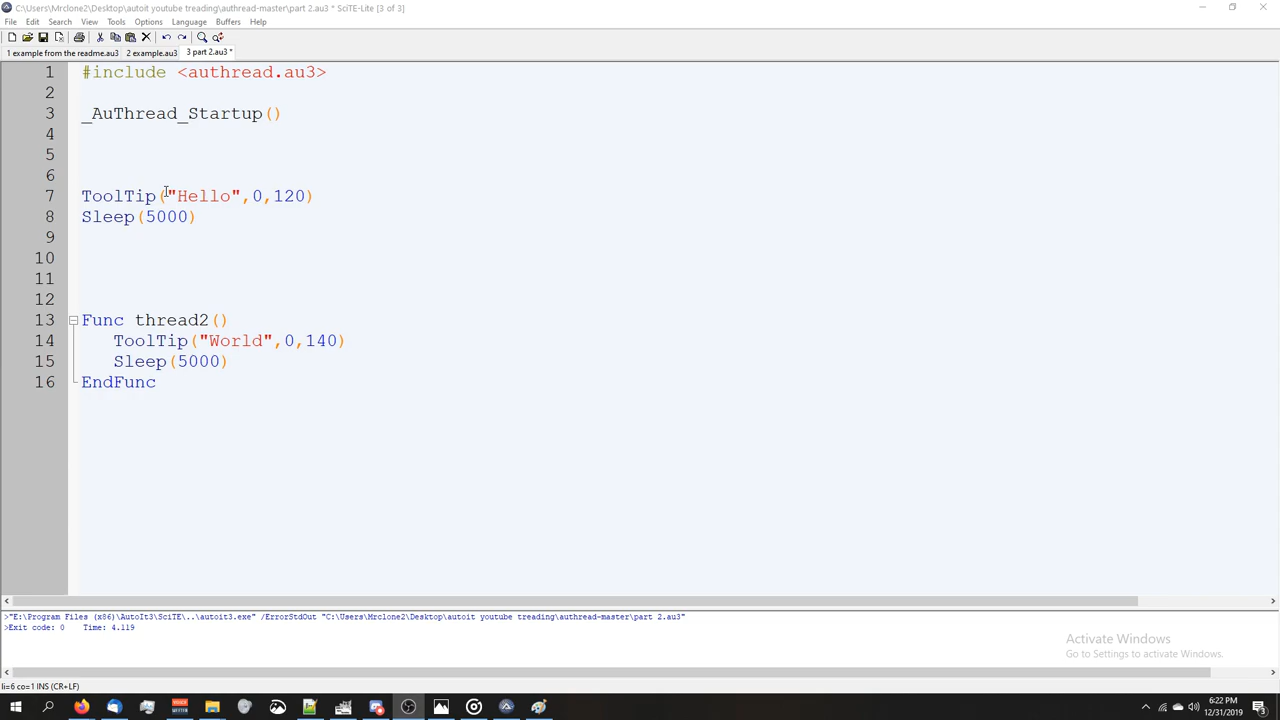 C:\Users\Mrclone2\Desktop\autoit youtube treading\authread-master\part 2.au3 * SciTE-Lite [3 of 3]
File Edit Search View Tools Options Language Buffers Help
1 example from the readme.au3 2 example.au3 3 part 2.au3 *
1 #include <authread.au3>
2
3 _AuThread_Startup()
4
5
6
7 ToolTip("Hello",0,120)
8 Sleep(5000)
9
10
11
12
13 Func thread2()
14 ToolTip("World",0,140)
15 Sleep(5000)
16 EndFunc
>"E:\Program Files (x86)\AutoIt3\SciTE\..\autoit3.exe" /ErrorStdOut "C:\Users\Mrclone2\Desktop\autoit youtube treading\authread-master\part 2.au3"
>Exit code: 0 Time: 4.119
Activate Windows
Go to Settings to activate Windows.
li=6 co=1 INS (CR+LF)
6:22 PM
12/31/2019